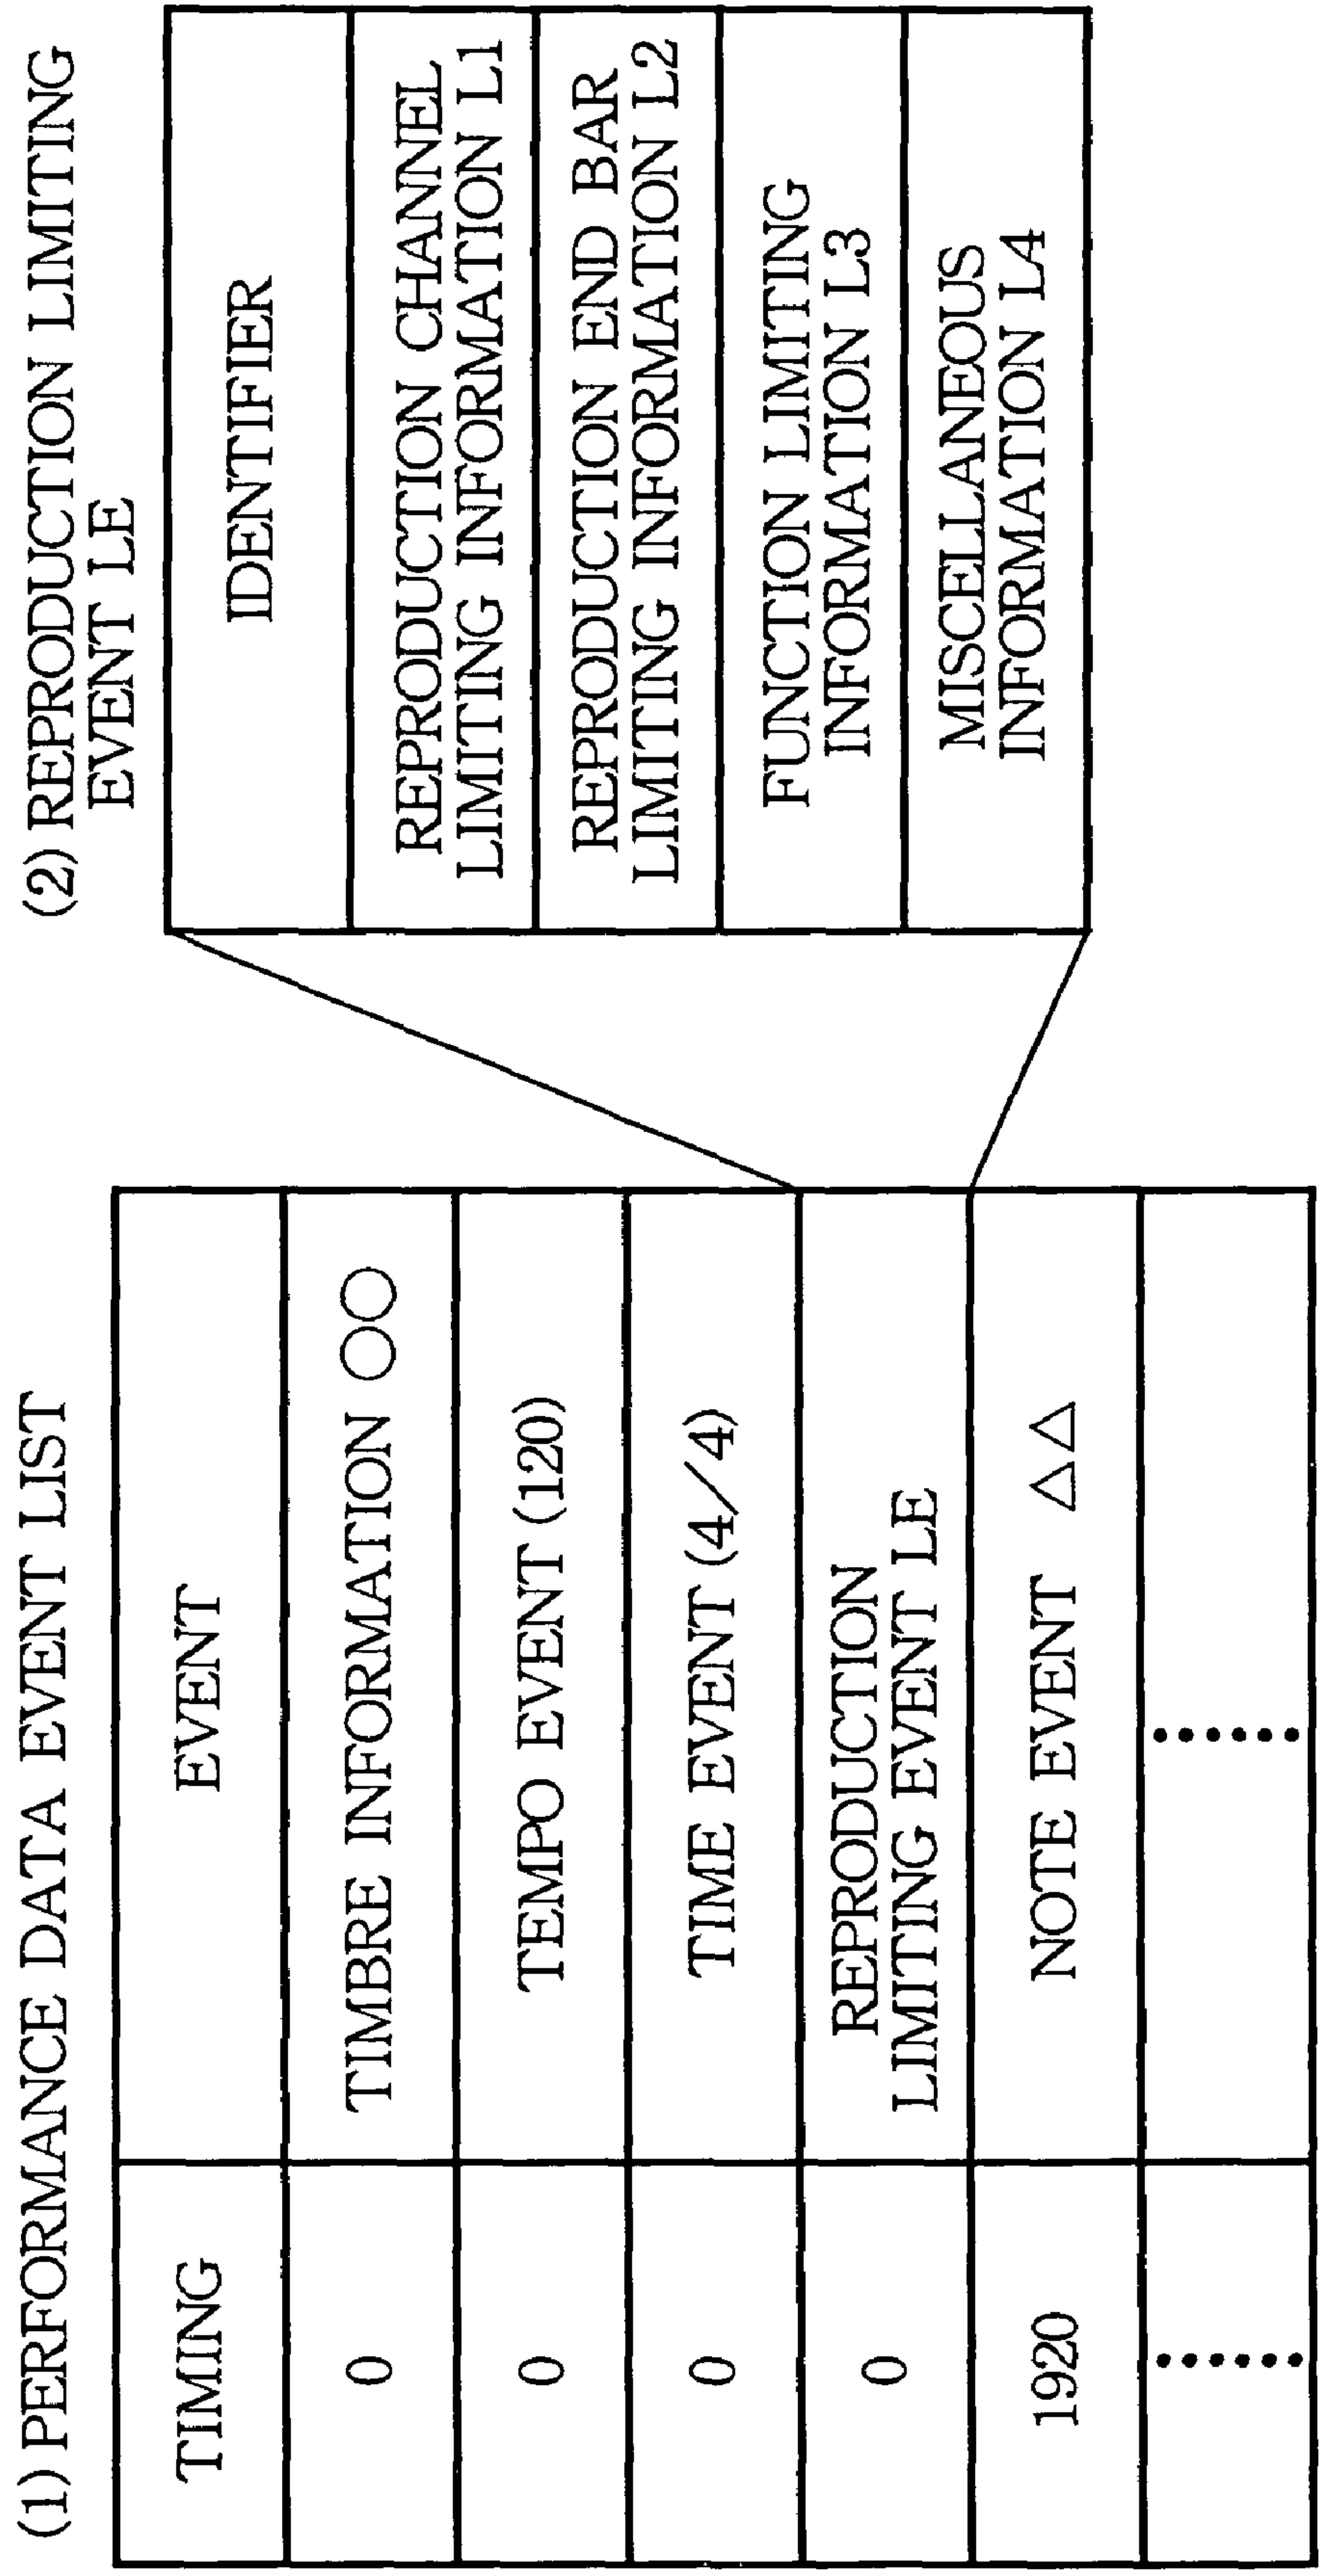 (1) PERFORMANCE DATA EVENT LIST
TIMING
EVENT
0
TIMBRE INFORMATION ○○
0
TEMPO EVENT (120)
0
TIME EVENT (4/4)
0
REPRODUCTION
LIMITING EVENT LE
1920
NOTE EVENT △△
......
......
(2) REPRODUCTION LIMITING
EVENT LE
IDENTIFIER
REPRODUCTION CHANNEL
LIMITING INFORMATION L1
REPRODUCTION END BAR
LIMITING INFORMATION L2
FUNCTION LIMITING
INFORMATION L3
MISCELLANEOUS
INFORMATION L4